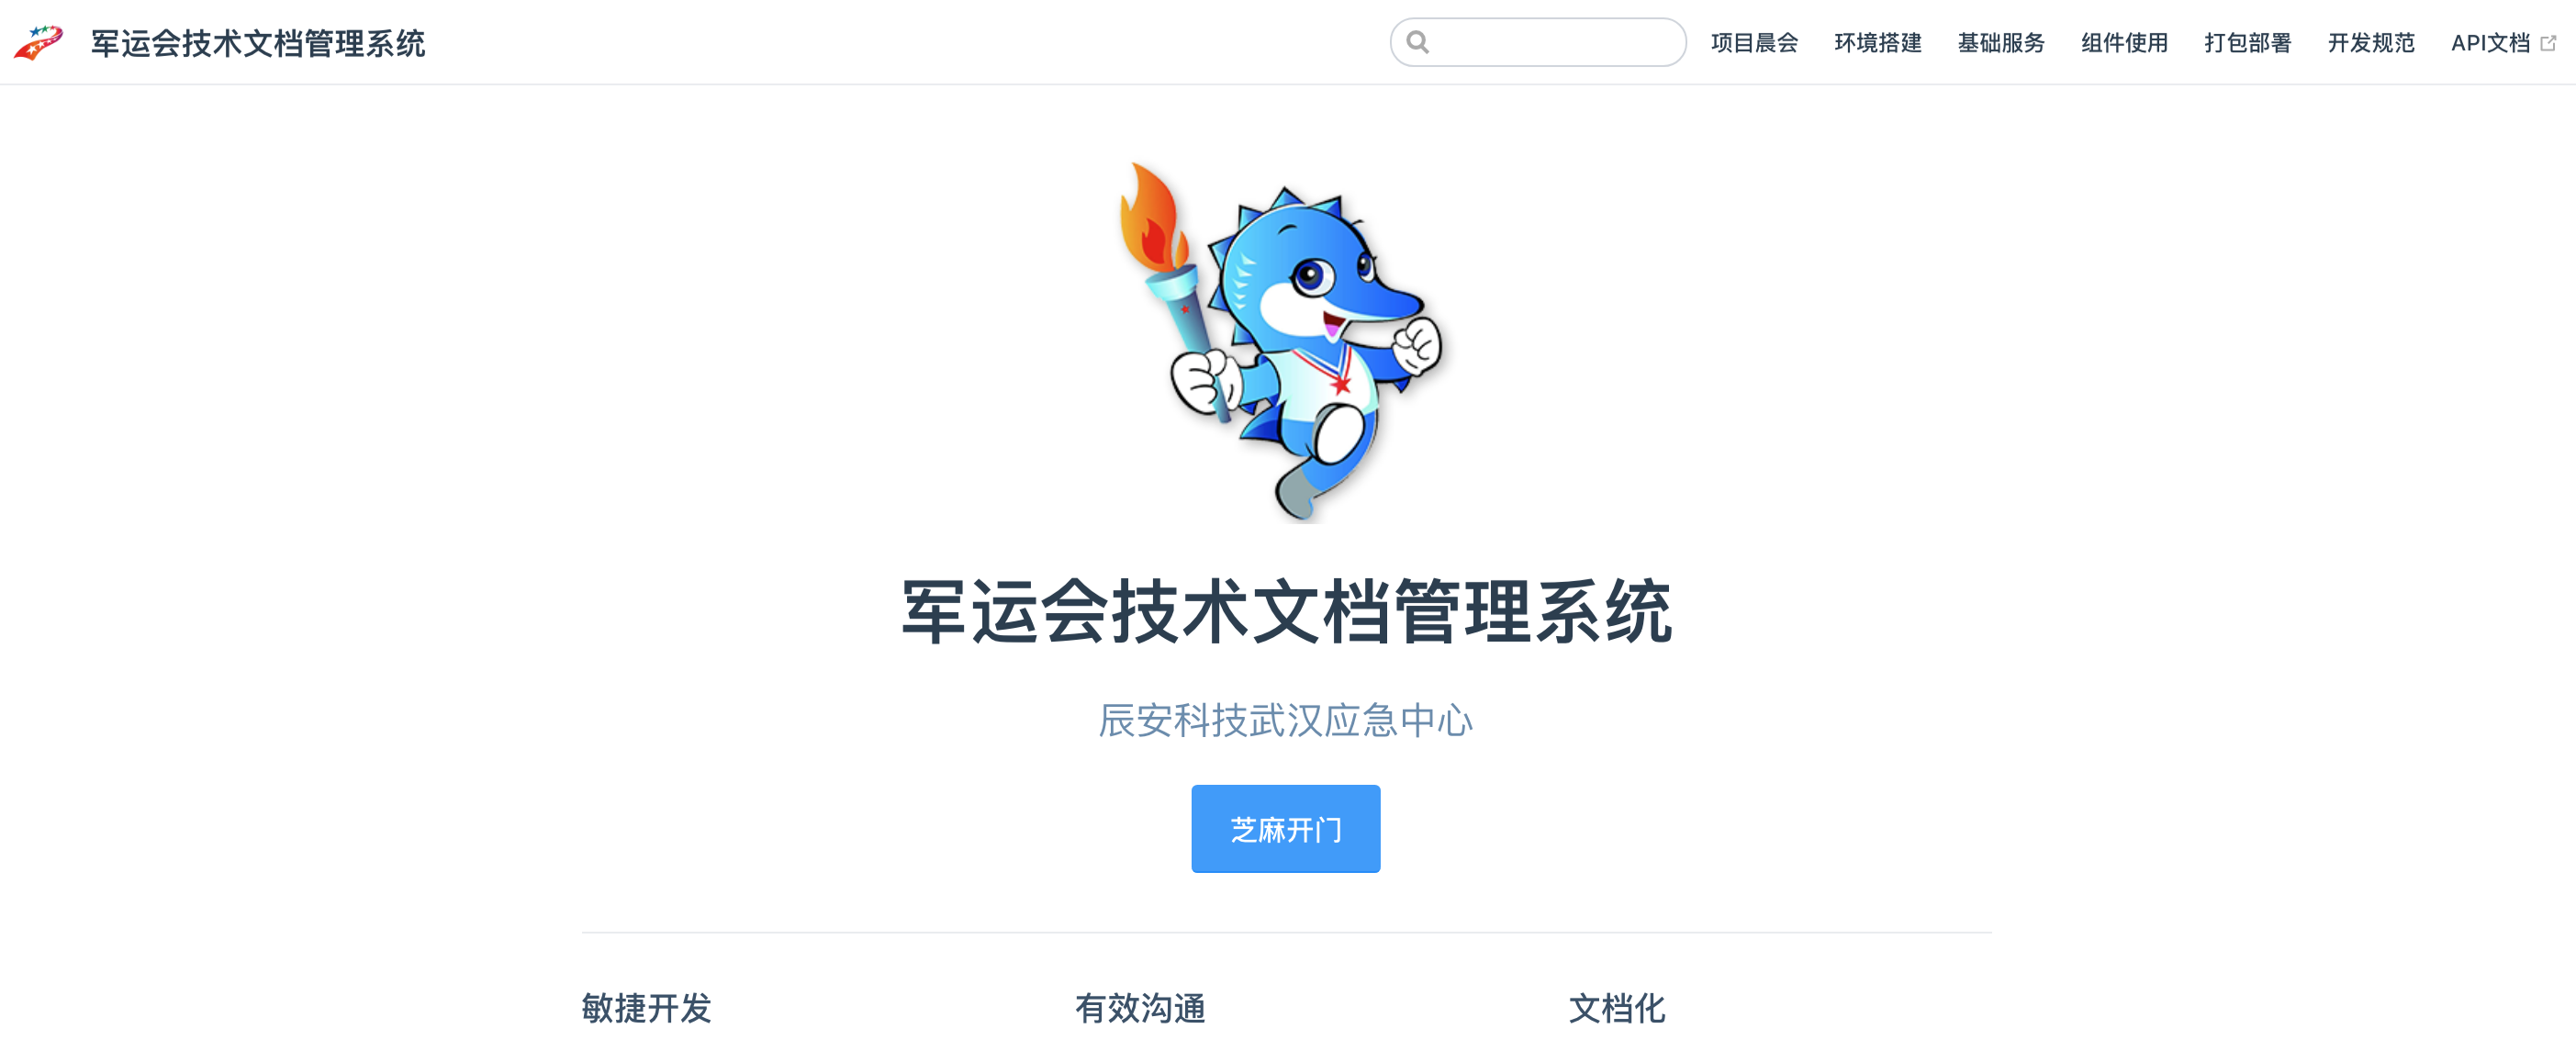 军运会技术文档管理系统
项目晨会 环境搭建 基础服务 组件使用 打包部署 开发规范 API文档
军运会技术文档管理系统
辰安科技武汉应急中心
芝麻开门
敏捷开发 有效沟通 文档化